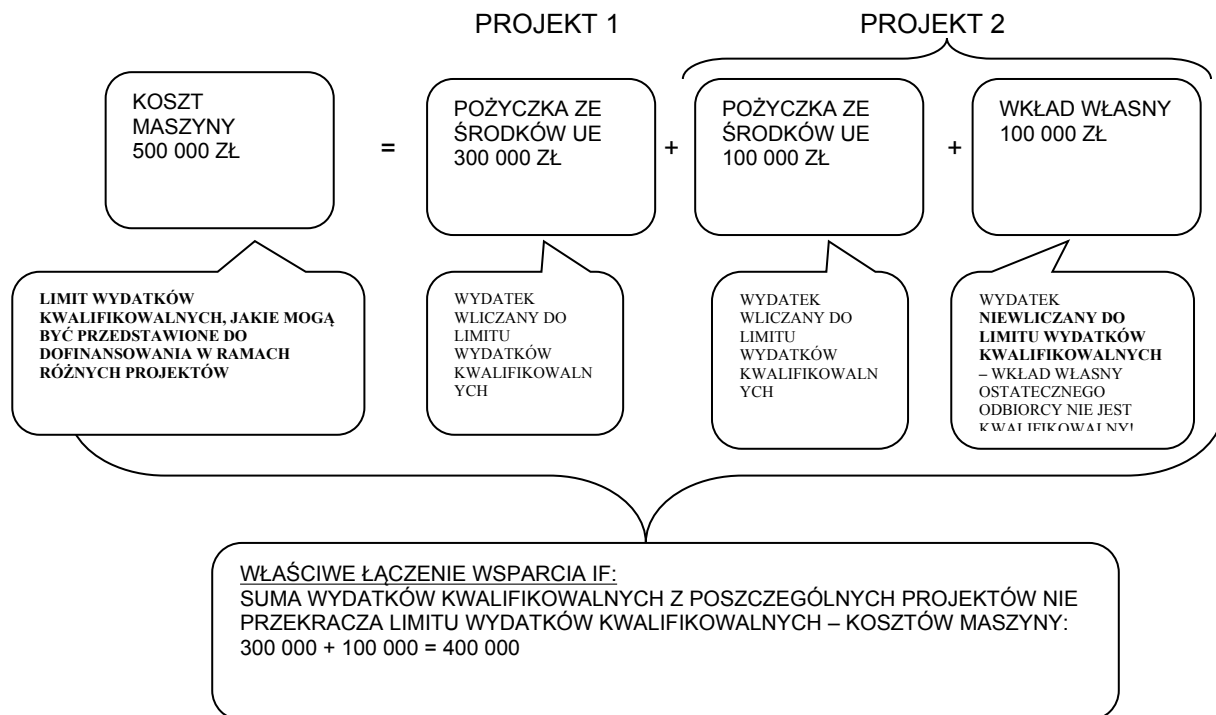 PROJEKT 1
PROJEKT 2
KOSZT
MASZYNY
500 000 ZŁ
=
POŻYCZKA ZE
ŚRODKÓW UE
300 000 ZŁ
+
POŻYCZKA ZE
ŚRODKÓW UE
100 000 ZŁ
+
WKŁAD WŁASNY
100 000 ZŁ
LIMIT WYDATKÓW
KWALIFIKOWALNYCH, JAKIE MOGĄ
BYĆ PRZEDSTAWIONE DO
DOFINANSOWANIA W RAMACH
RÓŻNYCH PROJEKTÓW
WYDATEK
WLICZANY DO
LIMITU
WYDATKÓW
KWALIFIKOWALN
YCH
WYDATEK
WLICZANY DO
LIMITU
WYDATKÓW
KWALIFIKOWALN
YCH
WYDATEK
NIEWLICZANY DO
LIMITU WYDATKÓW
KWALIFIKOWALNYCH
– WKŁAD WŁASNY
OSTATECZNEGO
ODBIORCY NIE JEST
KWALIFIKOWALNY!
WŁAŚCIWE ŁĄCZENIE WSPARCIA IF:
SUMA WYDATKÓW KWALIFIKOWALNYCH Z POSZCZEGÓLNYCH PROJEKTÓW NIE
PRZEKRACZA LIMITU WYDATKÓW KWALIFIKOWALNYCH – KOSZTÓW MASZYNY:
300 000 + 100 000 = 400 000